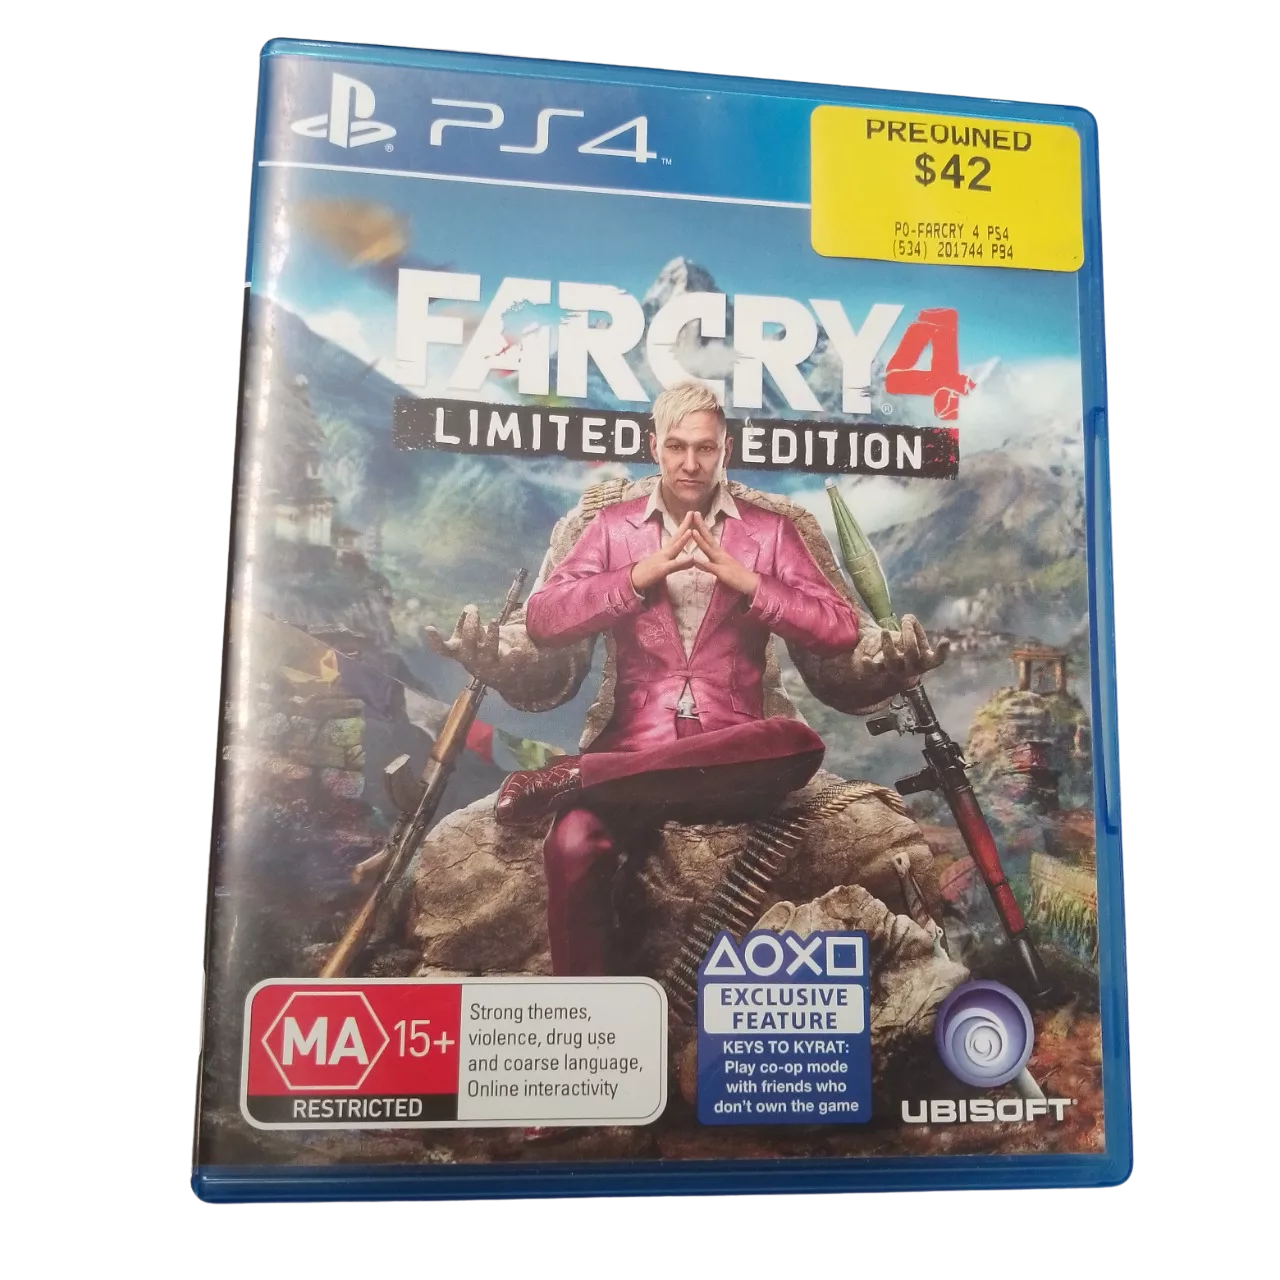 PS4™
PREOWNED
$42
PO-FARCRY 4 PS4
(534) 201744 P94
FARCRY4®
LIMITED EDITION
MA 15+
RESTRICTED
Strong themes,
violence, drug use
and coarse language,
Online interactivity
EXCLUSIVE
FEATURE
KEYS TO KYRAT:
Play co-op mode
with friends who
don't own the game
UBISOFT®